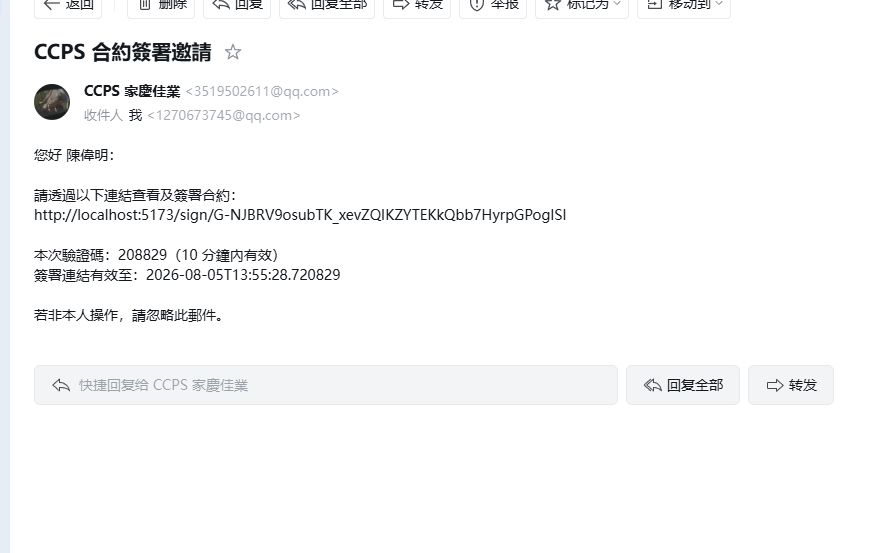 返回 删除 回复 回复全部 转发 举报 标记为 移动到
CCPS 合約簽署邀請
CCPS 家慶佳業 <3519502611@qq.com>
收件人 我 <1270673745@qq.com>
您好 陳偉明：
請透過以下連結查看及簽署合約：
http://localhost:5173/sign/G-NJBRV9osubTK_xevZQIKZYTEKkQbb7HyrpGPogISI
本次驗證碼：208829（10 分鐘內有效）
簽署連結有效至：2026-08-05T13:55:28.720829
若非本人操作，請忽略此郵件。
快捷回复给 CCPS 家慶佳業 回复全部 转发